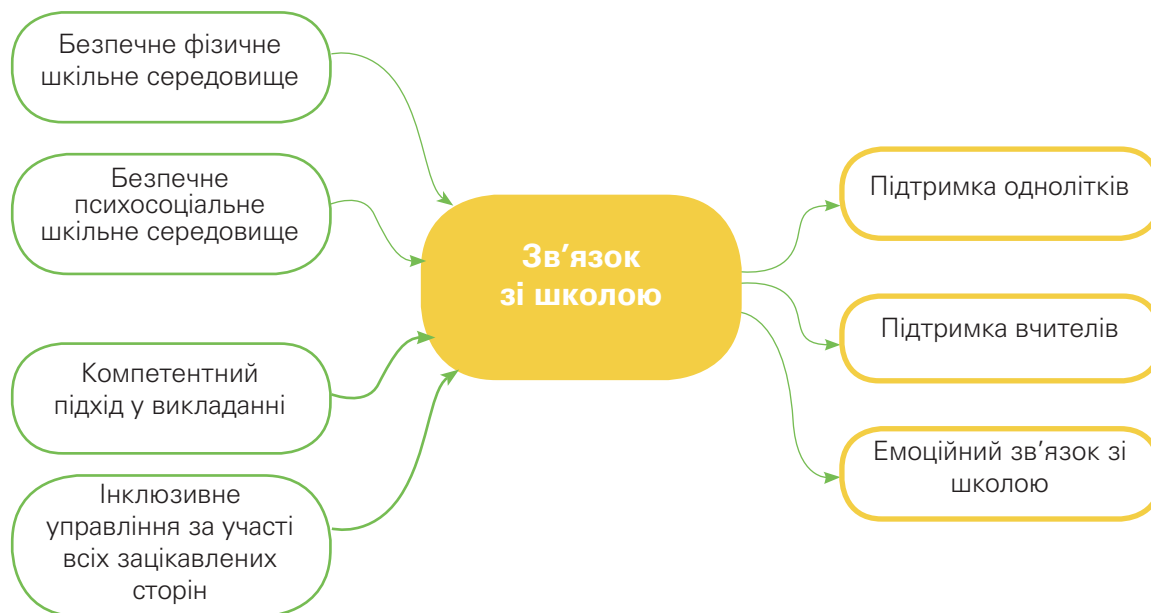 Безпечне фізичне
шкільне середовище
Безпечне
психосоціальне
шкільне середовище
Компетентний
підхід у викладанні
Інклюзивне
управління за участі
всіх зацікавлених
сторін
Зв’язок
зі школою
Підтримка однолітків
Підтримка вчителів
Емоційний зв’язок зі
школою